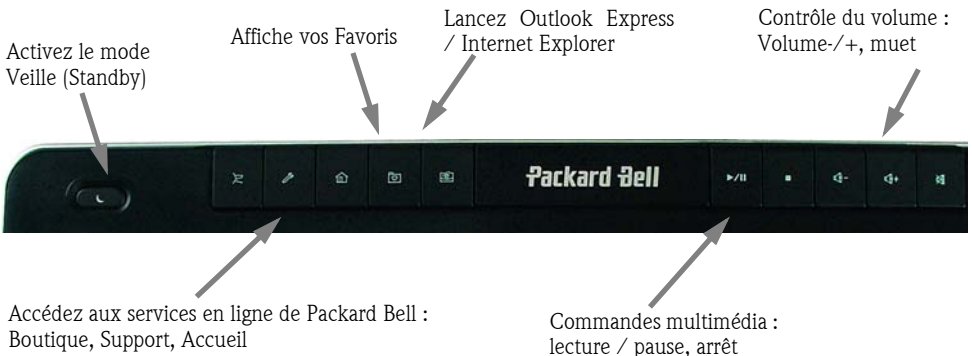 Activez le mode
Veille (Standby)
Affiche vos Favoris
Lancez Outlook Express
/ Internet Explorer
Contrôle du volume :
Volume-/+, muet
Packard Bell
Accédez aux services en ligne de Packard Bell :
Boutique, Support, Accueil
Commandes multimédia :
lecture / pause, arrêt